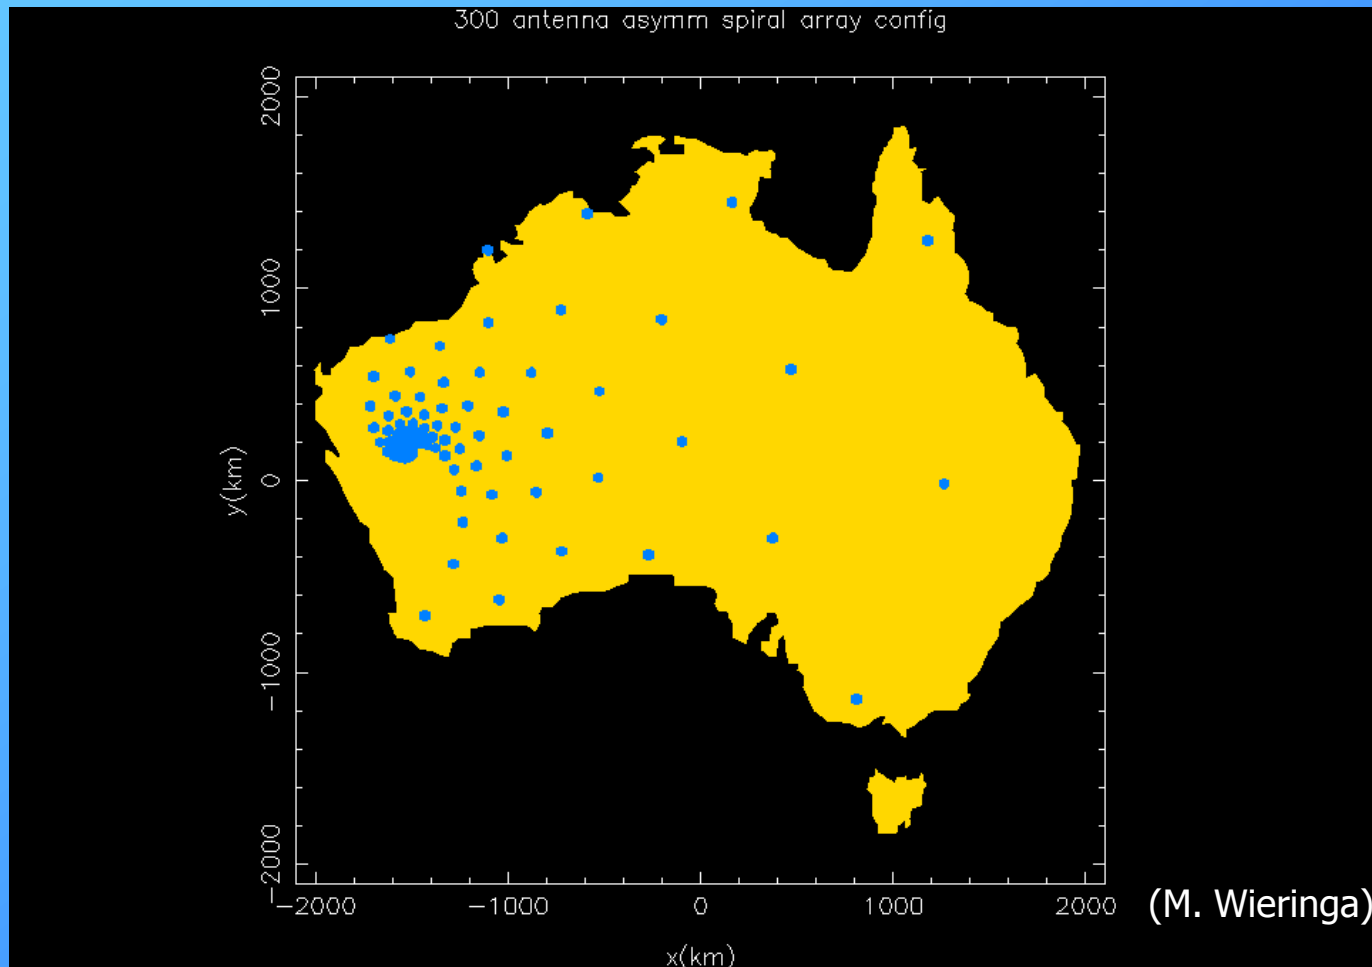 300 antenna asymm spiral array config
2000
1000
0
−1000
−2000
y(km)
−2000 −1000 0 1000 2000
x(km)
(M. Wieringa)